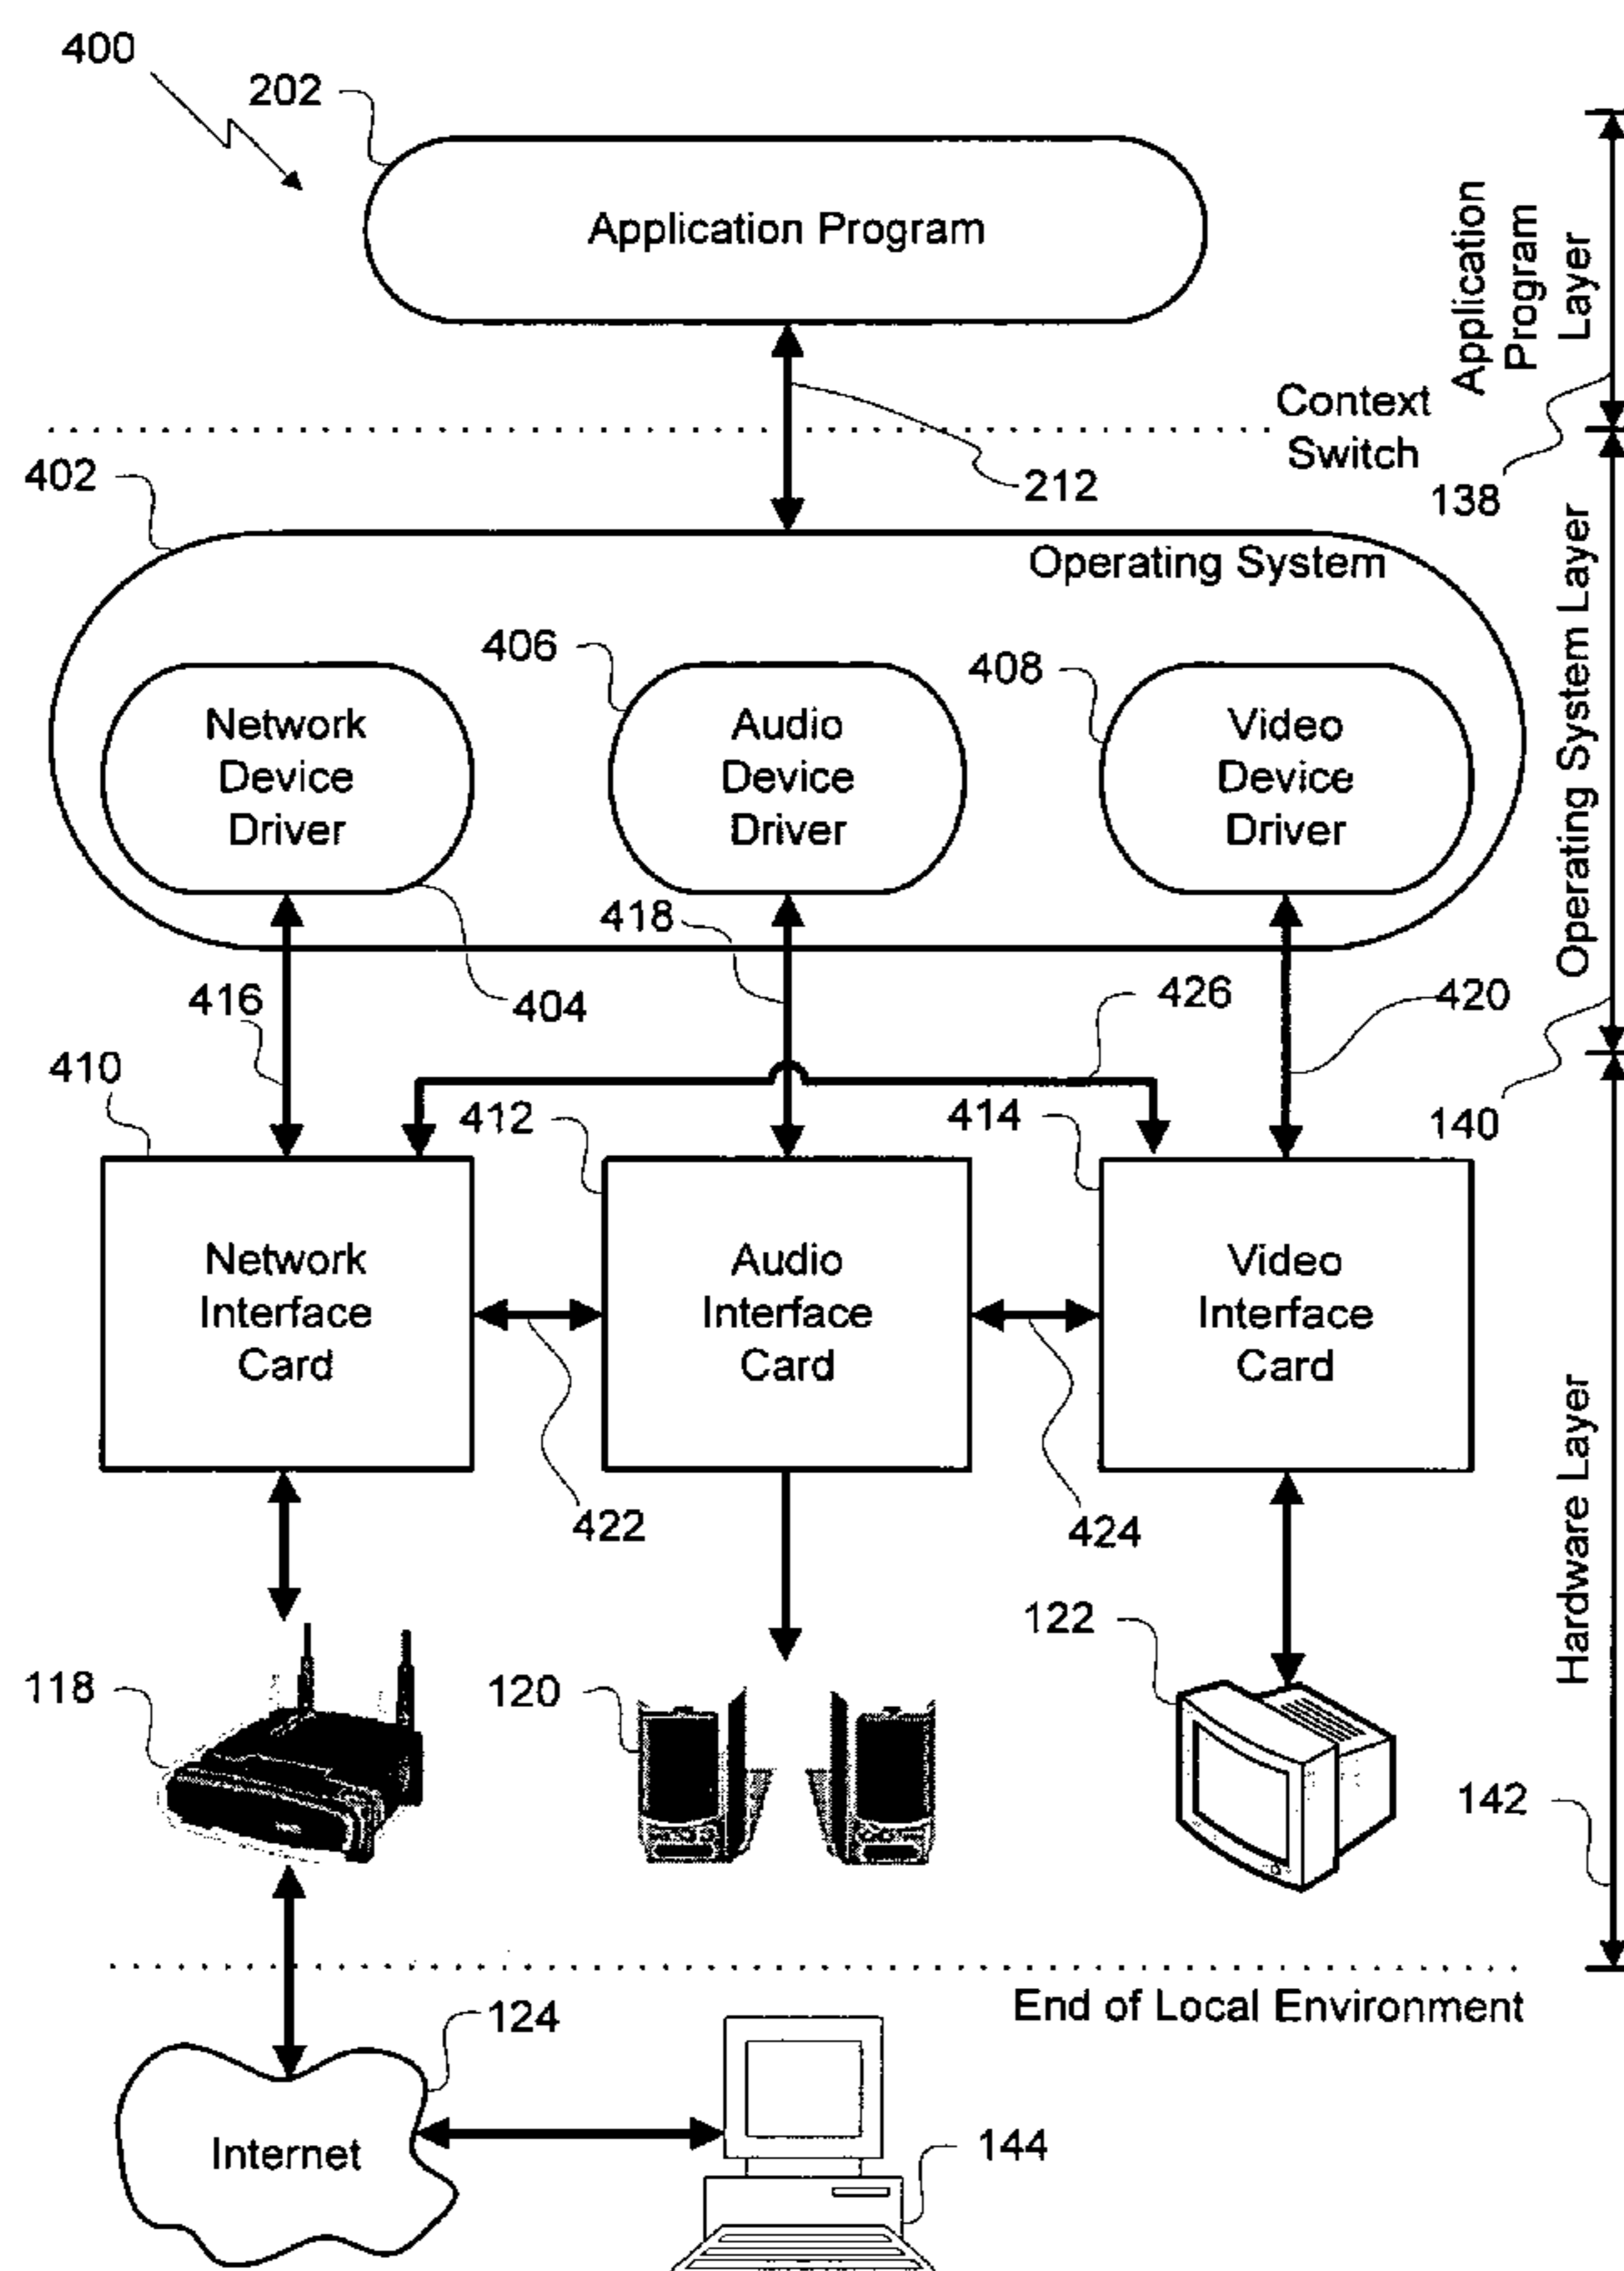 400
202
Application Program
Application
Program
Layer
Context
Switch
138
212
402
Operating System
Operating System Layer
406
408
Network
Device
Driver
Audio
Device
Driver
Video
Device
Driver
418
416
404
426
420
410
412
414
140
Network
Interface
Card
Audio
Interface
Card
Video
Interface
Card
422
424
Hardware Layer
118
120
122
142
End of Local Environment
124
Internet
144